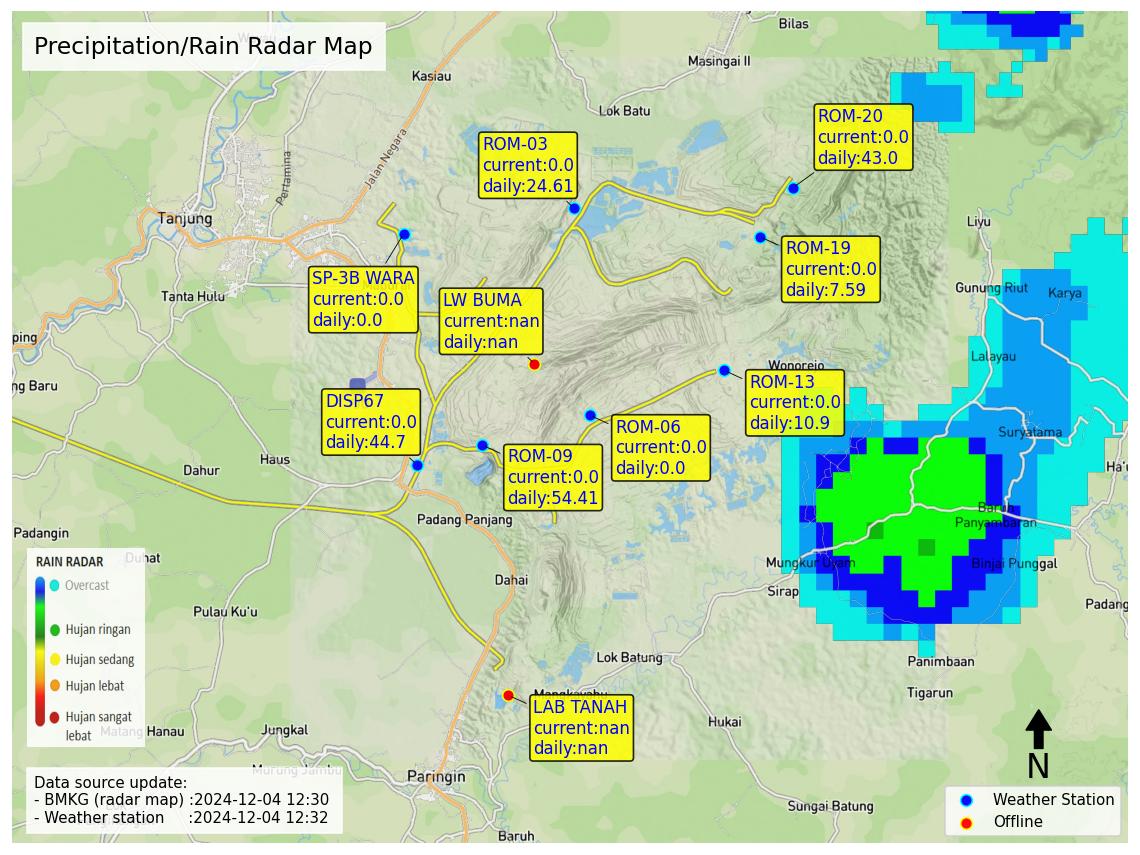 Precipitation/Rain Radar Map
Bilas
Masingai II
Kasiau
Lok Batu
Jalan Negara
Pertamina
Tanjung
Tanta Hulu
ROM-03
current:0.0
daily:24.61
ROM-20
current:0.0
daily:43.0
ROM-19
current:0.0
daily:7.59
SP-3B WARA
current:0.0
daily:0.0
LW BUMA
current:nan
daily:nan
Liyu
Gunung Riut
Karya
Lalayau
Wonorejo
ping
ng Baru
DISP67
current:0.0
daily:44.7
ROM-13
current:0.0
daily:10.9
ROM-06
current:0.0
daily:0.0
ROM-09
current:0.0
daily:54.41
Suryatama
Haus
Dahur
Ha'u
Padangin
Padang Panjang
Baruh
Panyambaran
Duhat
Mungkur Uyam
Binjai Punggal
Dahai
Sirap
Padang
Pulau Ku'u
RAIN RADAR
Overcast
Hujan ringan
Hujan sedang
Hujan lebat
Hujan sangat
lebat
Lok Batung
Panimbaan
Tigarun
Mangkayahu
LAB TANAH
current:nan
daily:nan
Hukai
Matang Hanau
Jungkal
Murung Jambu
Paringin
Sungai Batung
Baruh
N
Data source update:
- BMKG (radar map) :2024-12-04 12:30
- Weather station :2024-12-04 12:32
Weather Station
Offline